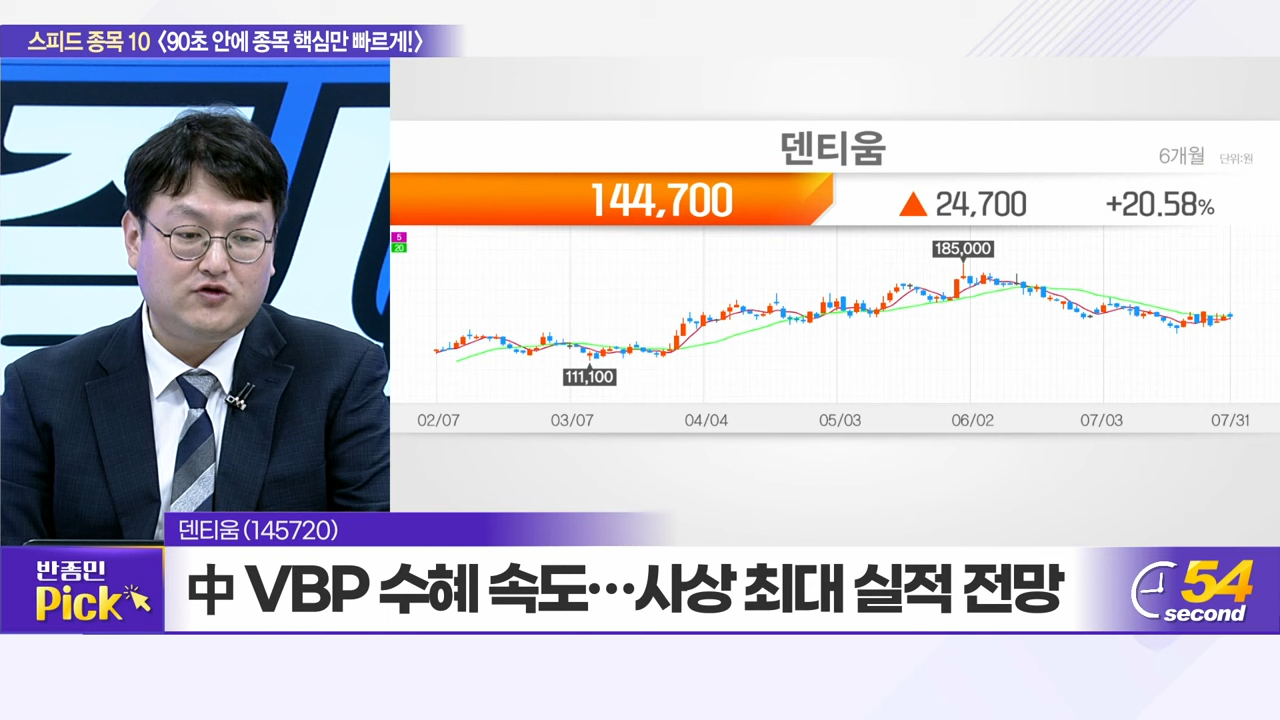 스피드 종목 10 <90초 안에 종목 핵심만 빠르게!>
덴티움
6개월 단위:원
144,700 ▲ 24,700 +20.58%
5
20
185,000
111,100
02/07 03/07 04/04 05/03 06/02 07/03 07/31
덴티움(145720)
반종민
Pick
中 VBP 수혜 속도…사상 최대 실적 전망
54
second